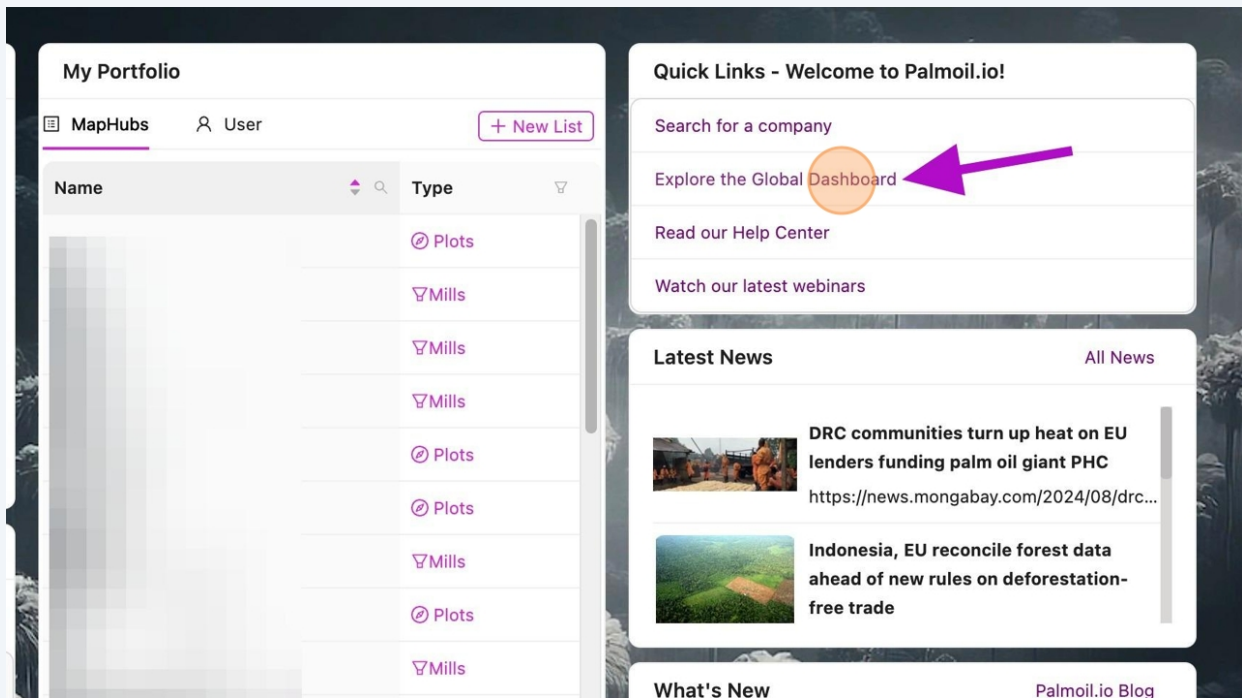 My Portfolio
MapHubs
User
+ New List
Name
Type
Plots
Mills
Mills
Mills
Plots
Plots
Mills
Plots
Mills
Quick Links - Welcome to Palmoil.io!
Search for a company
Explore the Global Dashboard
Read our Help Center
Watch our latest webinars
Latest News
All News
DRC communities turn up heat on EU
lenders funding palm oil giant PHC
https://news.mongabay.com/2024/08/drc...
Indonesia, EU reconcile forest data
ahead of new rules on deforestation-
free trade
What's New
Palmoil.io Blog